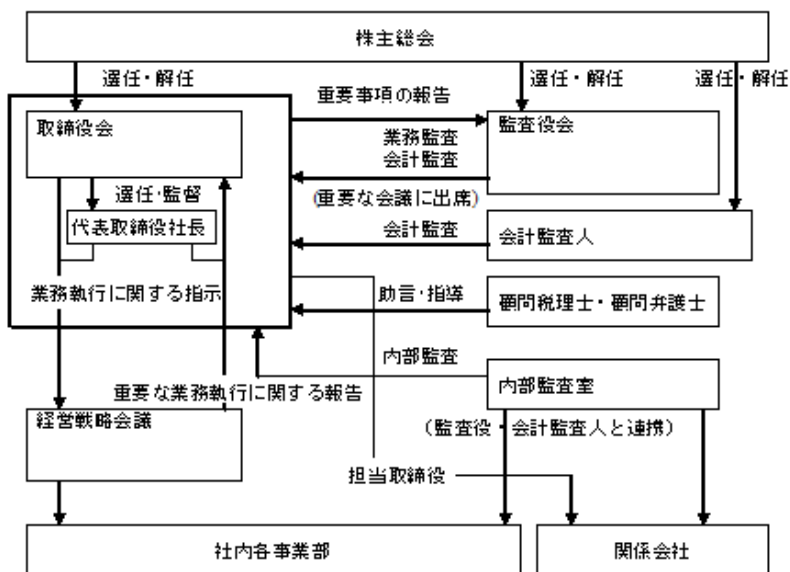 株主総会
選任・解任
選任・解任
選任・解任
重要事項の報告
取締役会
監査役会
業務監査
会計監査
選任・監督
(重要な会議に出席)
代表取締役社長
会計監査
会計監査人
業務執行に関する指示
助言・指導
顧問税理士・顧問弁護士
内部監査
内部監査室
重要な業務執行に関する報告
経営戦略会議
（監査役・会計監査人と連携）
担当取締役
社内各事業部
関係会社